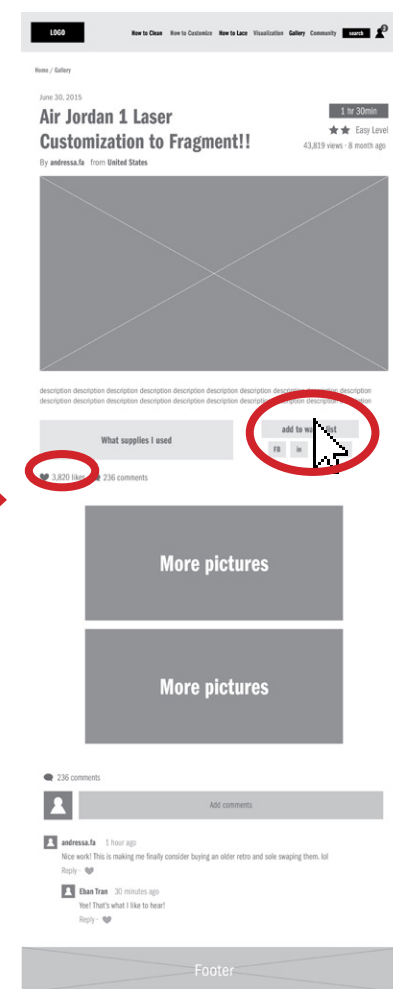 LOGO
How to Clean How to Customize How to Lace Visualization Gallery Community search 2
Home / Gallery
June 30, 2015
Air Jordan 1 Laser
Customization to Fragment!!
1 hr 30min
Easy Level
43,819 views · 8 month ago
By andressa.fa from United States
description description description description description description description description description description
description description description description description description description description description description
What supplies I used
add to list
FB in
3,820 likes 236 comments
More pictures
More pictures
236 comments
Add comments
andressa.fa 1 hour ago
Nice work! This is making me finally consider buying an older retro and sole swaping them. lol
Reply ·
Eban Tran 30 minutes ago
Yee! That's what I like to hear!
Reply ·
Footer